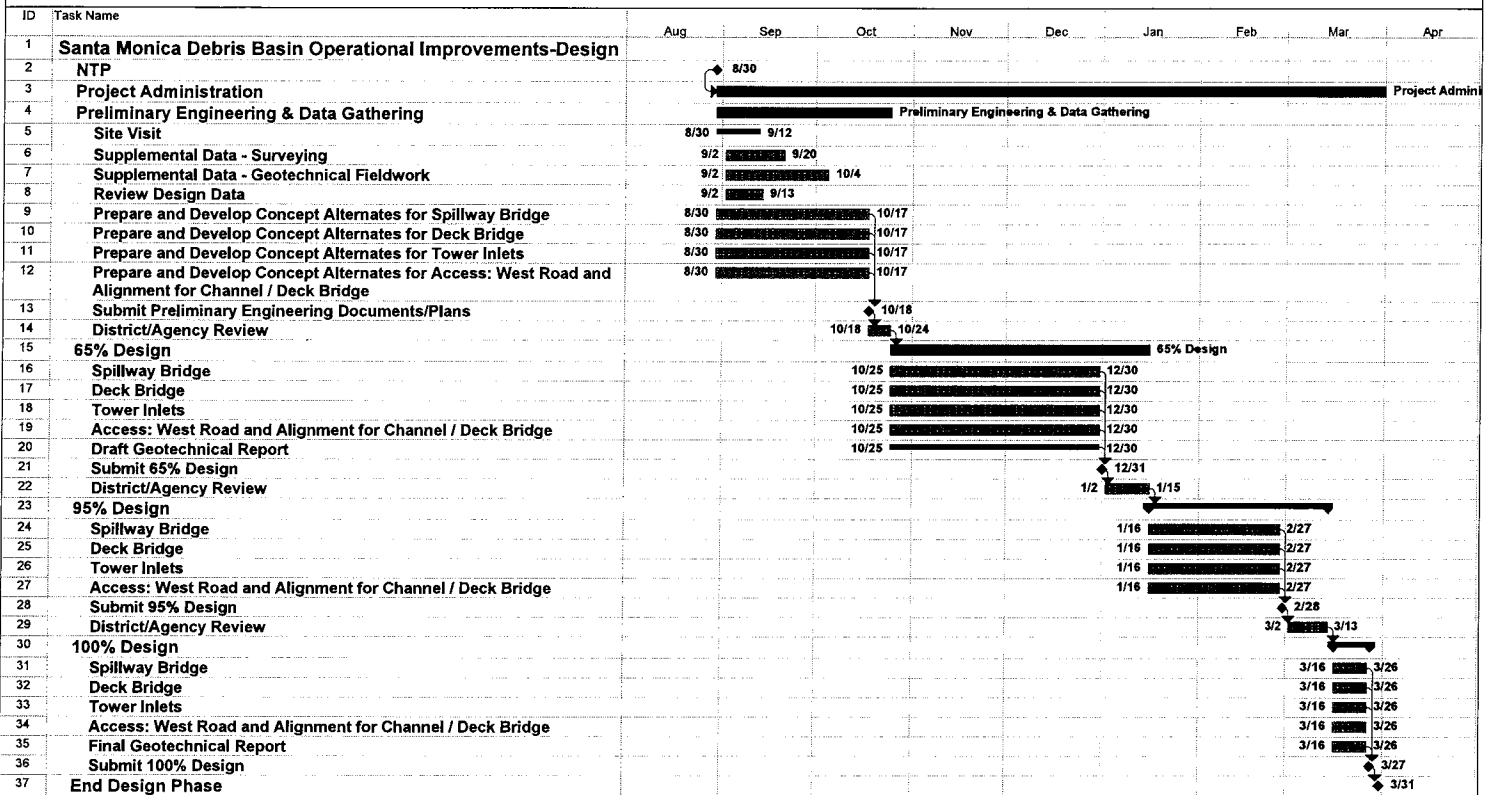 ID Task Name
Aug Sep Oct Nov Dec Jan Feb Mar Apr
1 Santa Monica Debris Basin Operational Improvements-Design
2 NTP 8/30
3 Project Administration Project Admini
4 Preliminary Engineering & Data Gathering Preliminary Engineering & Data Gathering
5 Site Visit 8/30 9/12
6 Supplemental Data - Surveying 9/2 9/20
7 Supplemental Data - Geotechnical Fieldwork 9/2 10/4
8 Review Design Data 9/2 9/13
9 Prepare and Develop Concept Alternates for Spillway Bridge 8/30 10/17
10 Prepare and Develop Concept Alternates for Deck Bridge 8/30 10/17
11 Prepare and Develop Concept Alternates for Tower Inlets 8/30 10/17
12 Prepare and Develop Concept Alternates for Access: West Road and 8/30 10/17
Alignment for Channel / Deck Bridge
13 Submit Preliminary Engineering Documents/Plans 10/18
14 District/Agency Review 10/18 10/24
15 65% Design 65% Design
16 Spillway Bridge 10/25 12/30
17 Deck Bridge 10/25 12/30
18 Tower Inlets 10/25 12/30
19 Access: West Road and Alignment for Channel / Deck Bridge 10/25 12/30
20 Draft Geotechnical Report 10/25 12/30
21 Submit 65% Design 12/31
22 District/Agency Review 1/2 1/15
23 95% Design
24 Spillway Bridge 1/16 2/27
25 Deck Bridge 1/16 2/27
26 Tower Inlets 1/16 2/27
27 Access: West Road and Alignment for Channel / Deck Bridge 1/16 2/27
28 Submit 95% Design 2/28
29 District/Agency Review 3/2 3/13
30 100% Design
31 Spillway Bridge 3/16 3/26
32 Deck Bridge 3/16 3/26
33 Tower Inlets 3/16 3/26
34 Access: West Road and Alignment for Channel / Deck Bridge 3/16 3/26
35 Final Geotechnical Report 3/16 3/26
36 Submit 100% Design 3/27
37 End Design Phase 3/31